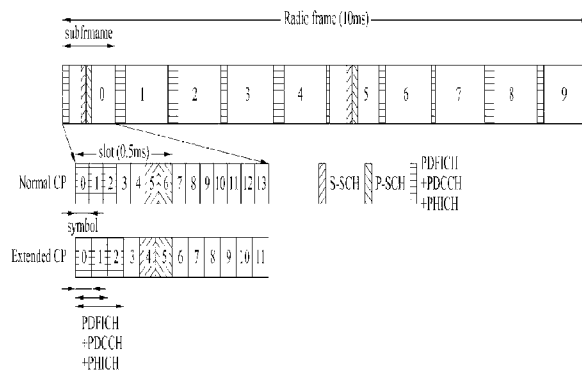 Radio frame (10ms)
subfrmame
0 1 2 3 4 5 6 7 8 9
slot (0.5ms)
Normal CP 0 1 2 3 4 5 6 7 8 9 10 11 12 13
S-SCH P-SCH PDFICH
+PDCCH
+PHICH
symbol
Extended CP 0 1 2 3 4 5 6 7 8 9 10 11
PDFICH
+PDCCH
+PHICH